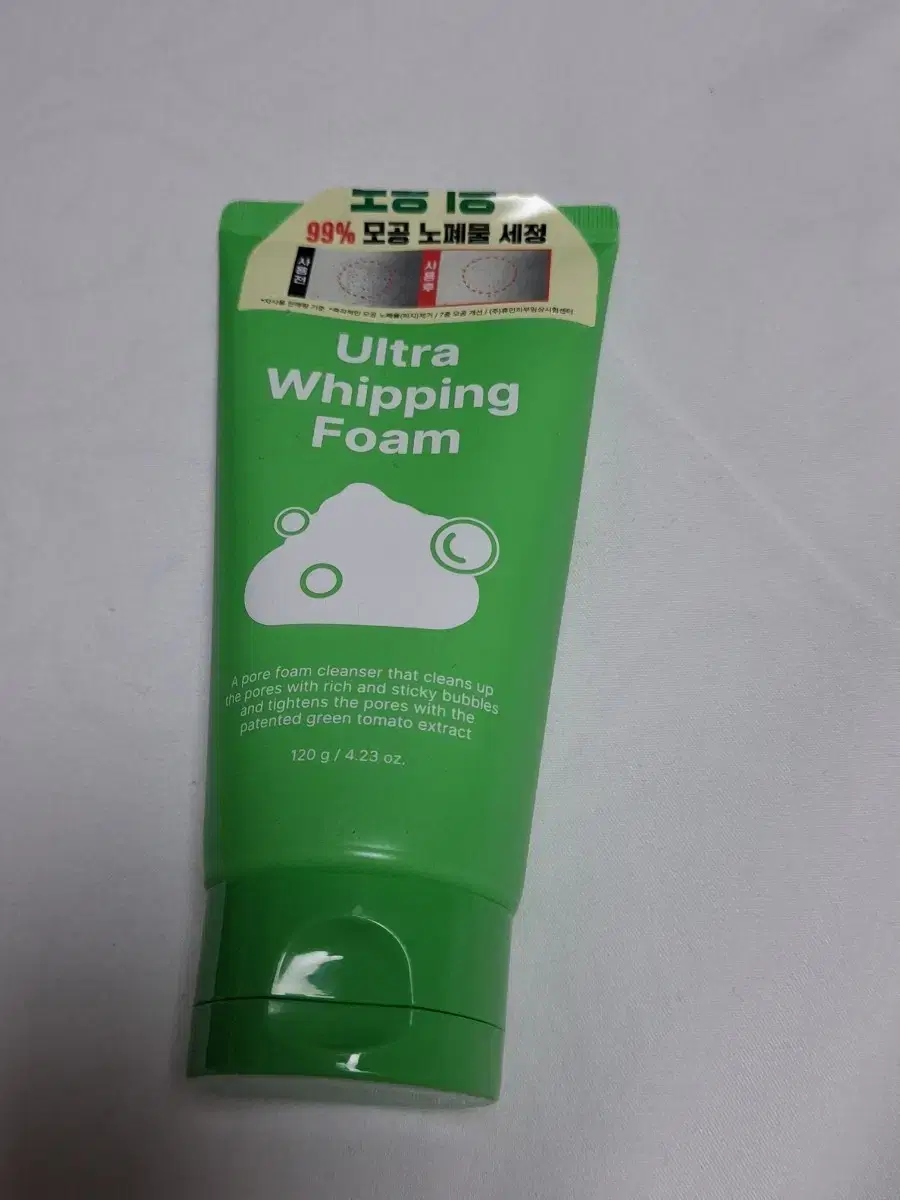 99% 모공 노폐물 세정
사용전
사용후
Ultra
Whipping
Foam
A pore foam cleanser that cleans up
the pores with rich and sticky bubbles
and tightens the pores with the
patented green tomato extract
120 g / 4.23 oz.